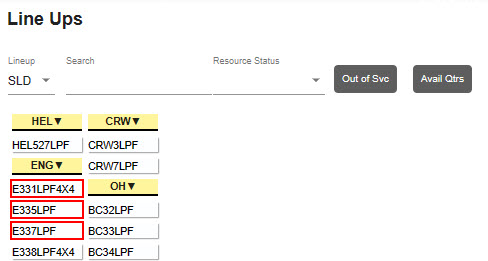 Line Ups
Lineup
Search
Resource Status
SLD
Out of Svc
Avail Qtrs
HEL▼
CRW▼
HEL527LPF
CRW3LPF
ENG▼
CRW7LPF
E331LPF4X4
OH▼
E335LPF
BC32LPF
E337LPF
BC33LPF
E338LPF4X4
BC34LPF